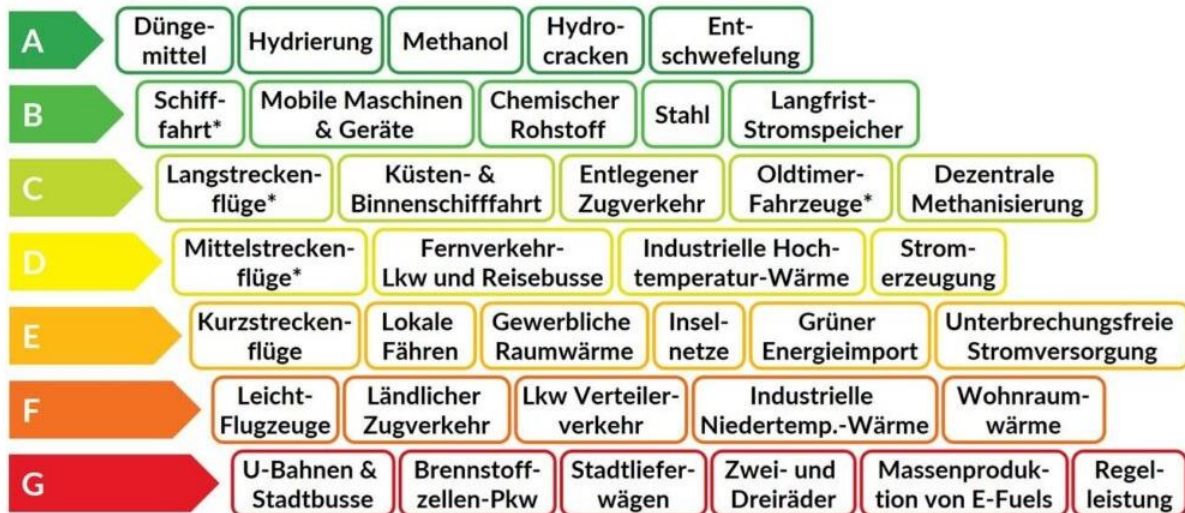 A
Dünge-
mittel
Hydrierung
Methanol
Hydro-
cracken
Ent-
schwefelung
B
Schiff-
fahrt*
Mobile Maschinen
& Geräte
Chemischer
Rohstoff
Stahl
Langfrist-
Stromspeicher
C
Langstrecken-
flüge*
Küsten- &
Binnenschifffahrt
Entlegener
Zugverkehr
Oldtimer-
Fahrzeuge*
Dezentrale
Methanisierung
D
Mittelstrecken-
flüge*
Fernverkehr-
Lkw und Reisebusse
Industrielle Hoch-
temperatur-Wärme
Strom-
erzeugung
E
Kurzstrecken-
flüge
Lokale
Fähren
Gewerbliche
Raumwärme
Insel-
netze
Grüner
Energieimport
Unterbrechungsfreie
Stromversorgung
F
Leicht-
Flugzeuge
Ländlicher
Zugverkehr
Lkw Verteiler-
verkehr
Industrielle
Niedertemp.-Wärme
Wohnraum-
wärme
G
U-Bahnen &
Stadtbusse
Brennstoff-
zellen-Pkw
Stadtliefer-
wägen
Zwei- und
Dreiräder
Massenproduk-
tion von E-Fuels
Regel-
leistung